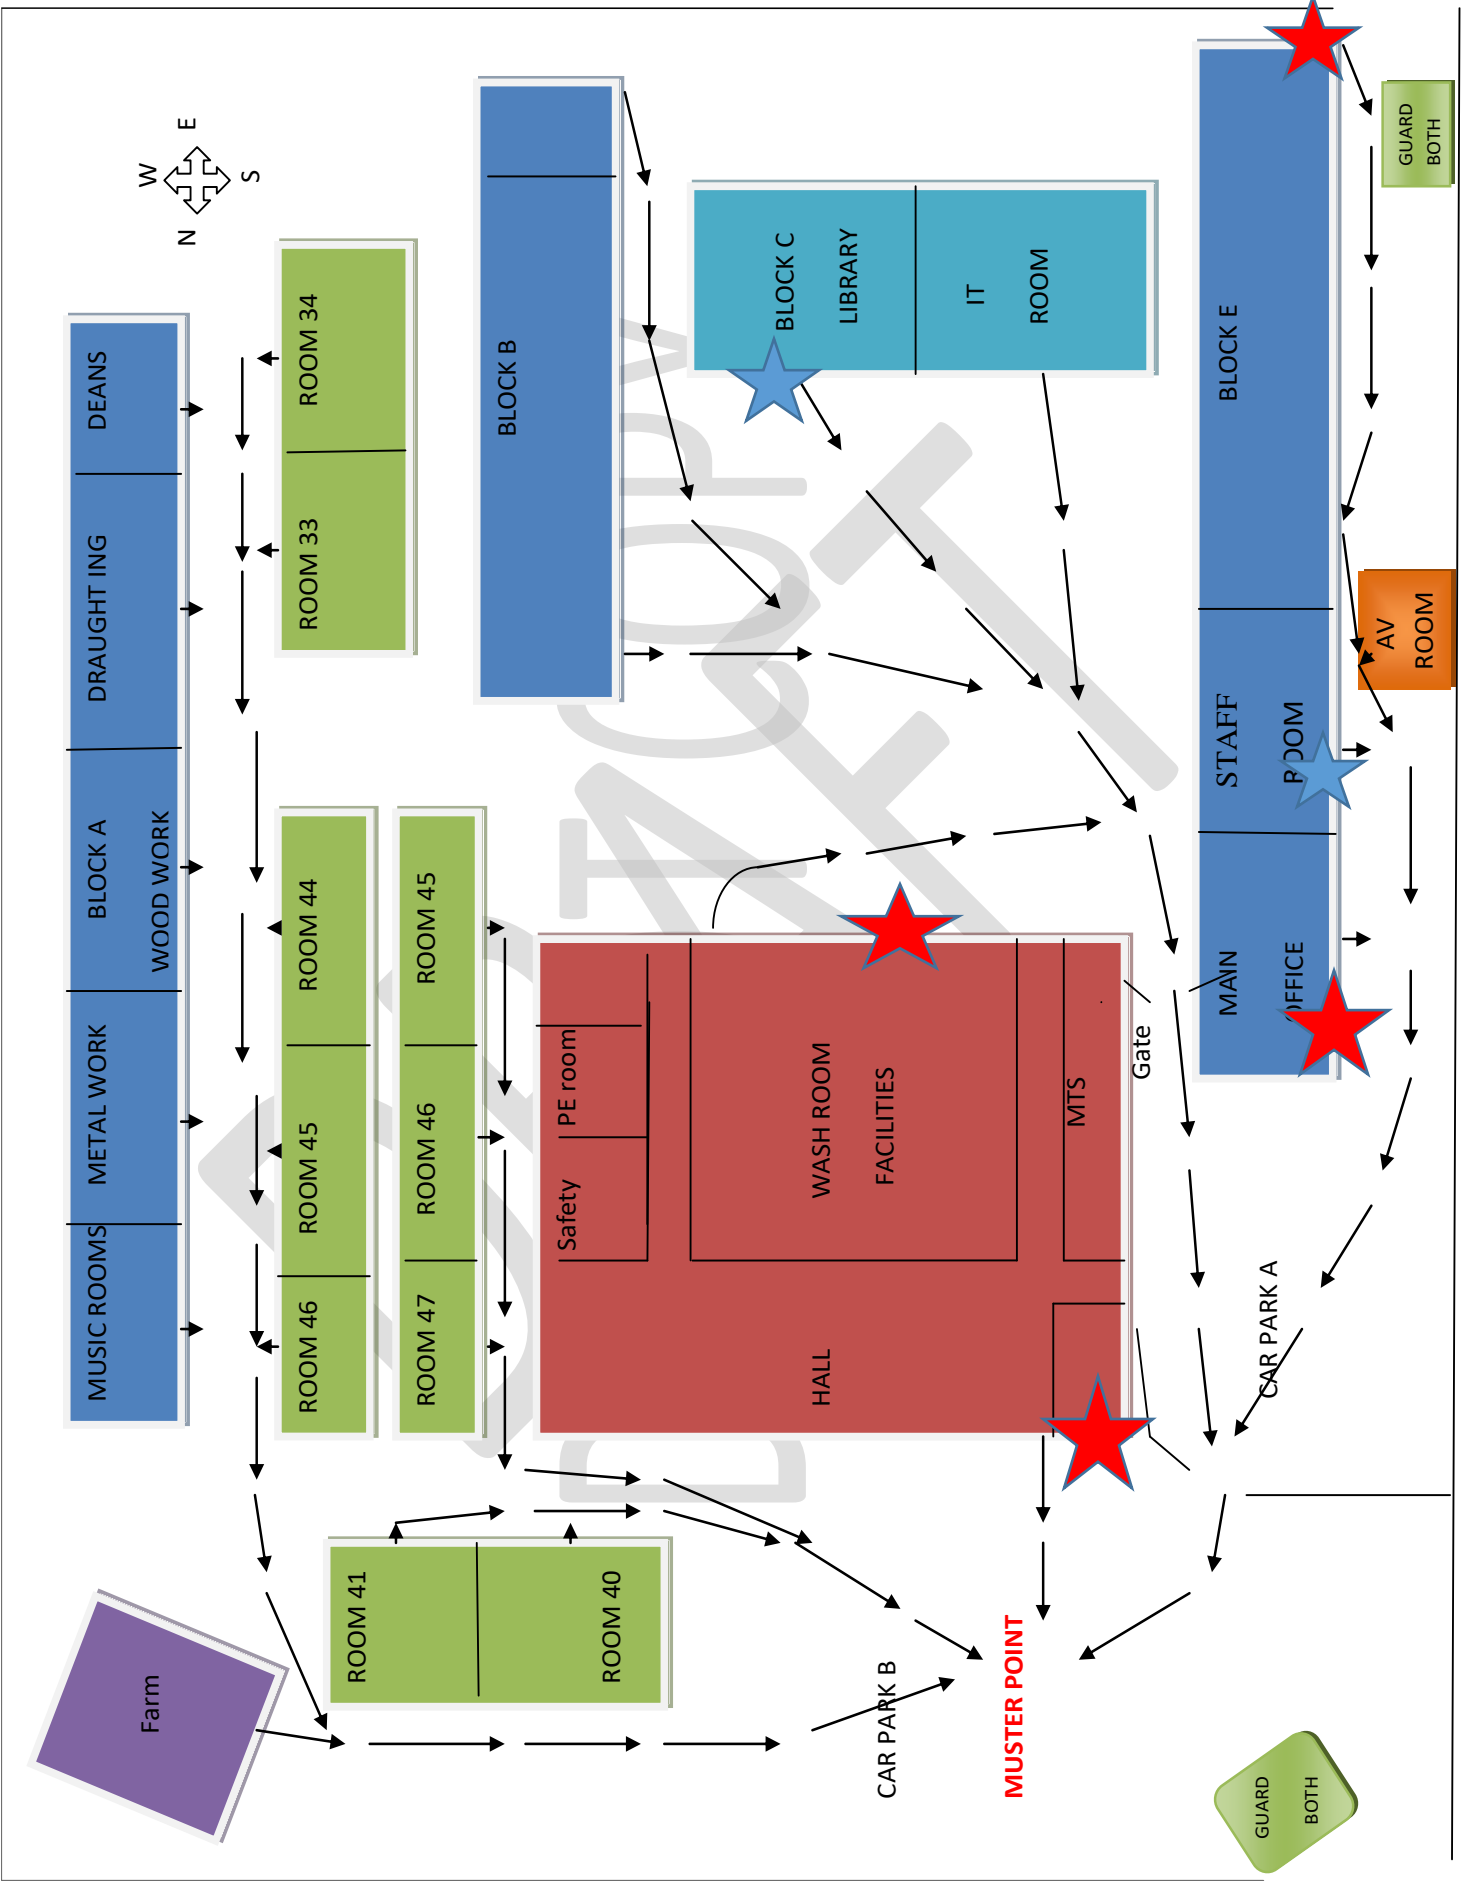 MUSIC ROOMS
METAL WORK
BLOCK A
WOOD WORK
DRAUGHT ING
DEANS
W
N
E
S
Farm
ROOM 46
ROOM 45
ROOM 44
ROOM 33
ROOM 34
ROOM 47
ROOM 46
ROOM 45
ROOM 41
ROOM 40
BLOCK B
Safety
PE room
HALL
WASH ROOM
FACILITIES
MTS
BLOCK C
LIBRARY
IT
ROOM
CAR PARK B
MUSTER POINT
Gate
CAR PARK A
MAIN
OFFICE
STAFF
ROOM
BLOCK E
GUARD
BOTH
AV
ROOM
GUARD
BOTH